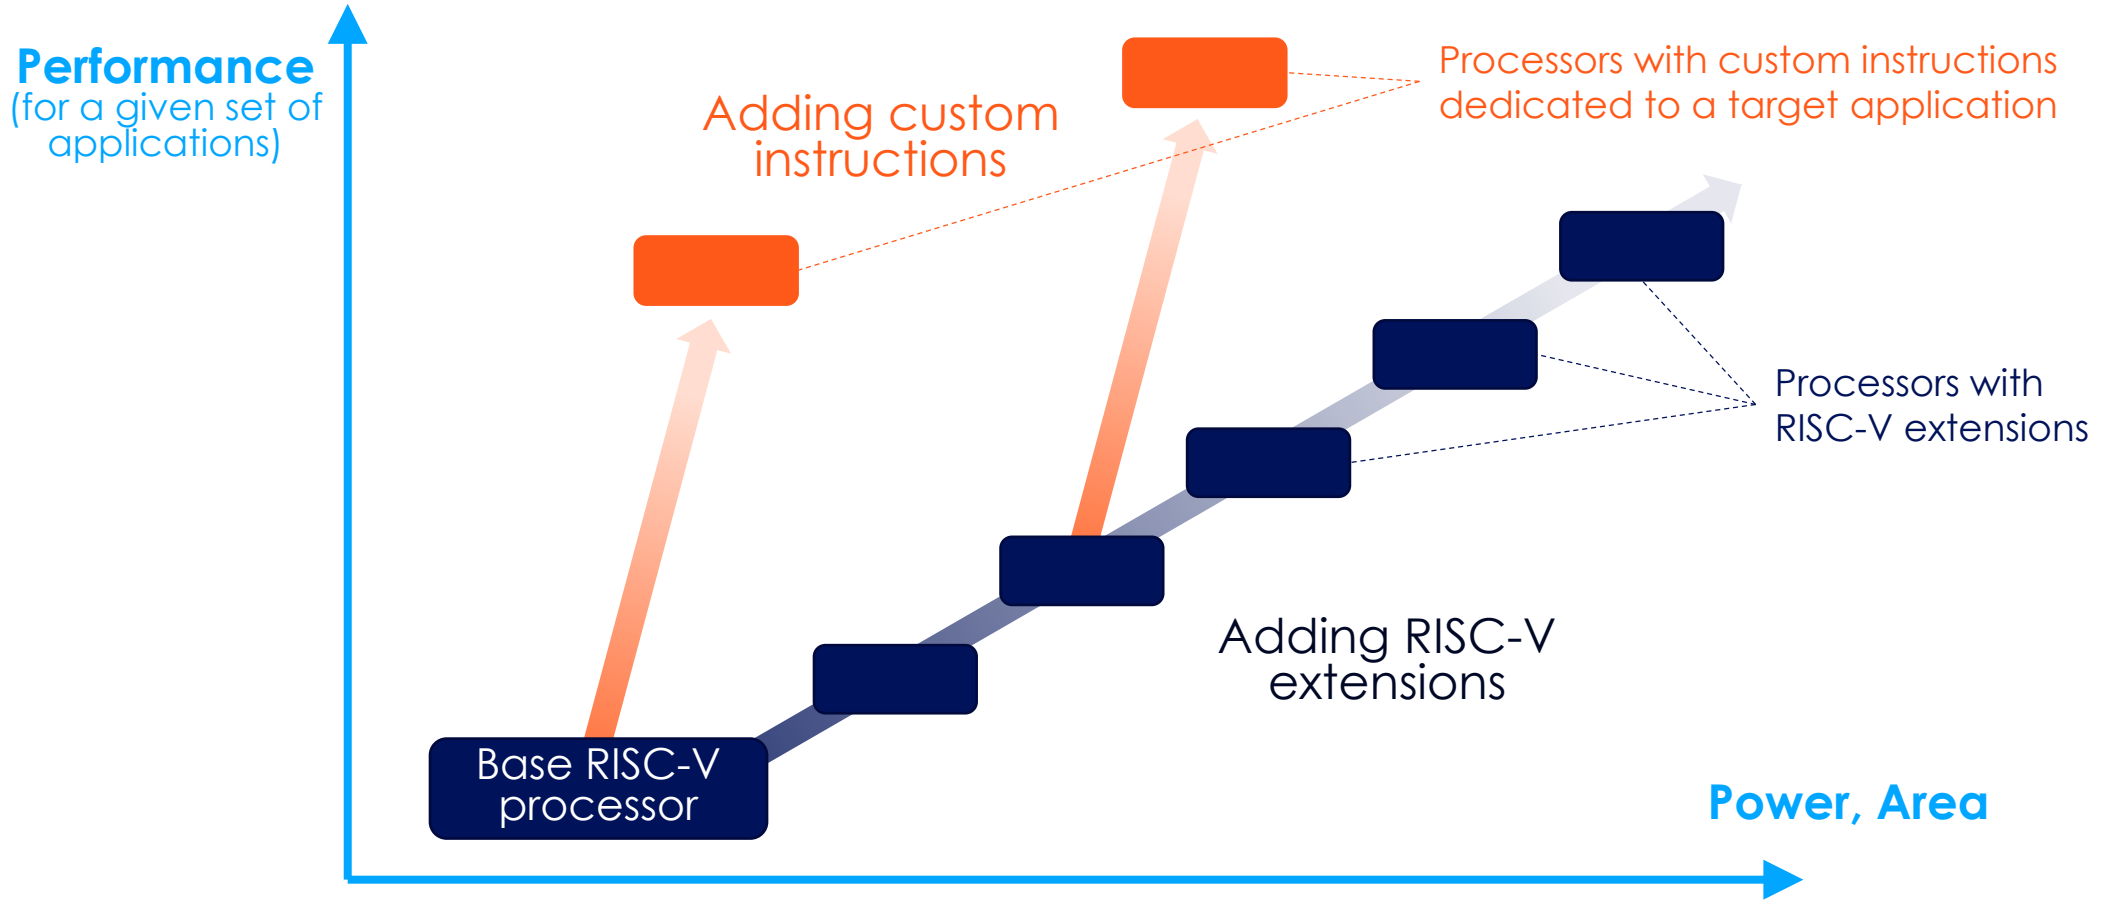 Performance
(for a given set of
applications)
Adding custom
instructions
Processors with custom instructions
dedicated to a target application
Processors with
RISC-V extensions
Adding RISC-V
extensions
Base RISC-V
processor
Power, Area